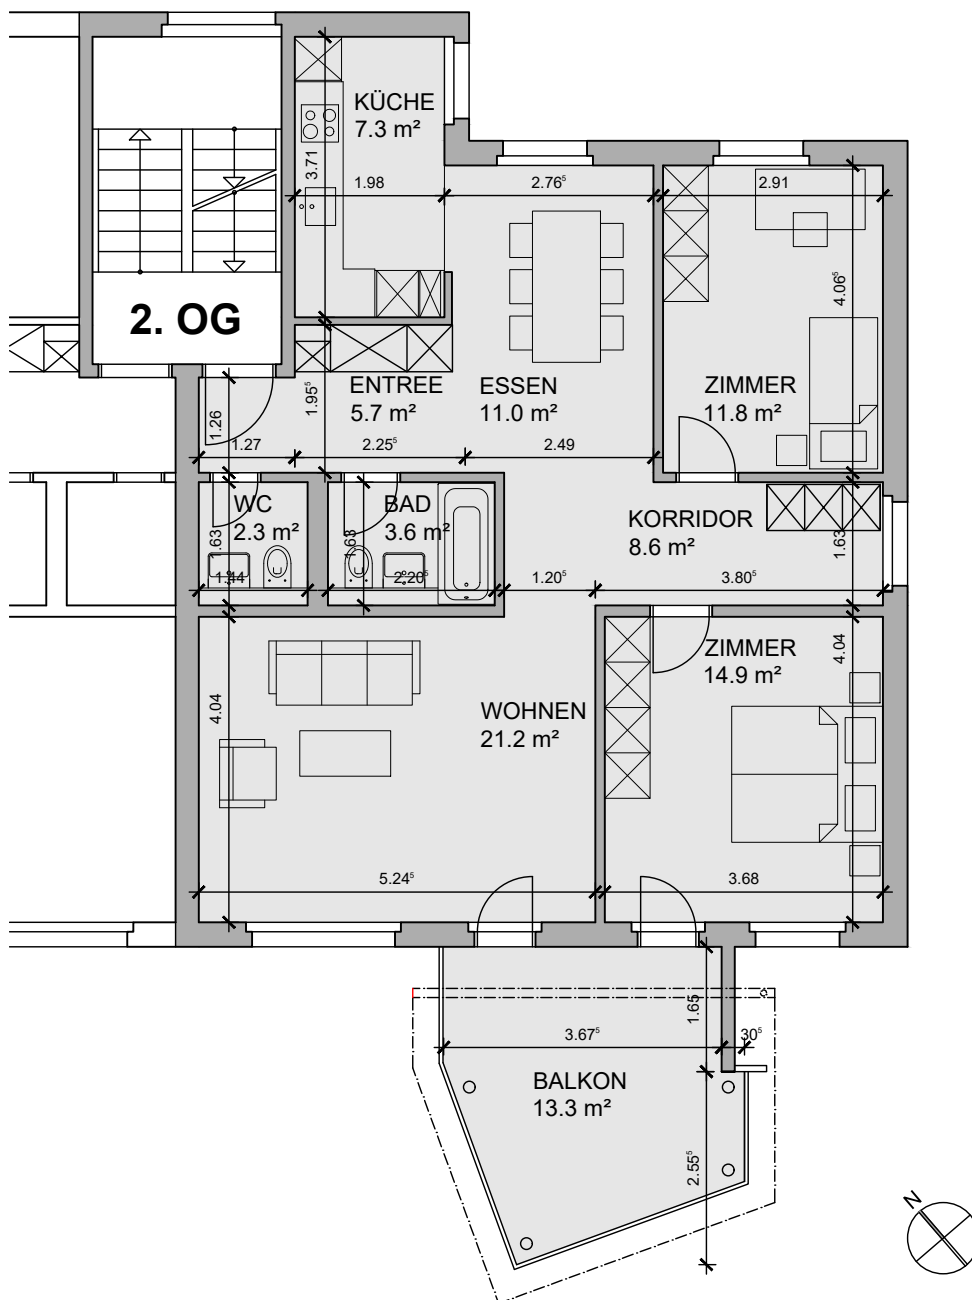 KÜCHE
7.3 m²
3.71
1.98
2.76⁵
2.91
4.06⁵
2. OG
ENTREE
5.7 m²
ESSEN
11.0 m²
ZIMMER
11.8 m²
1.95⁵
1.26
1.27
2.25⁵
2.49
WC
2.3 m²
BAD
3.6 m²
KORRIDOR
8.6 m²
1.63
1.63
1.63
1.44
2.20⁵
1.20⁵
3.80⁵
ZIMMER
14.9 m²
4.04
4.04
WOHNEN
21.2 m²
5.24⁵
3.68
1.65
3.67⁵
30⁵
BALKON
13.3 m²
2.55⁵
N